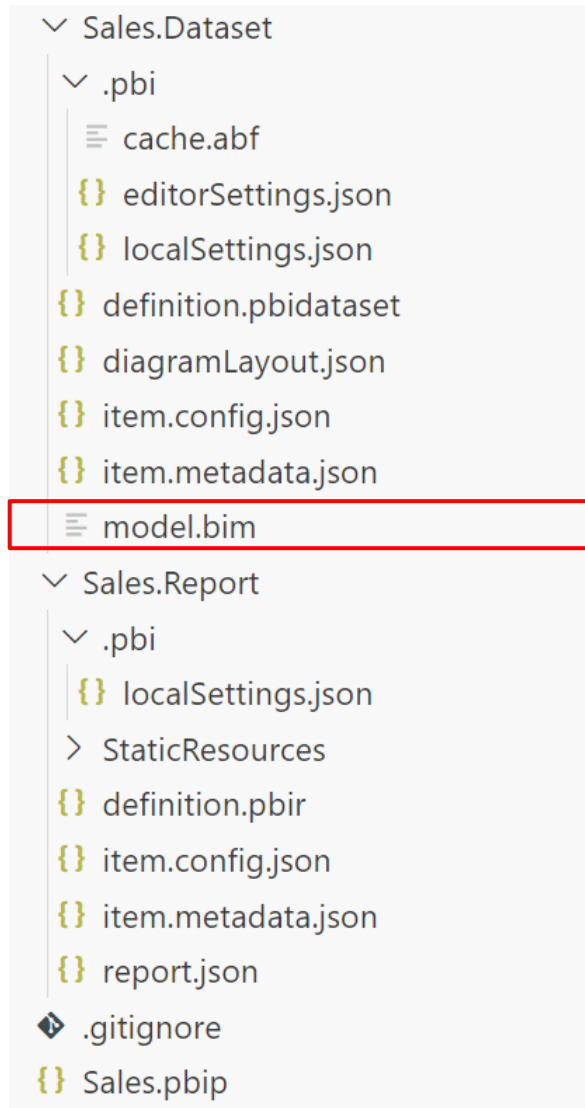 Sales.Dataset
.pbi
cache.abf
{} editorSettings.json
{} localSettings.json
{} definition.pbidataset
{} diagramLayout.json
{} item.config.json
{} item.metadata.json
model.bim
Sales.Report
.pbi
{} localSettings.json
StaticResources
{} definition.pbir
{} item.config.json
{} item.metadata.json
{} report.json
.gitignore
{} Sales.pbip